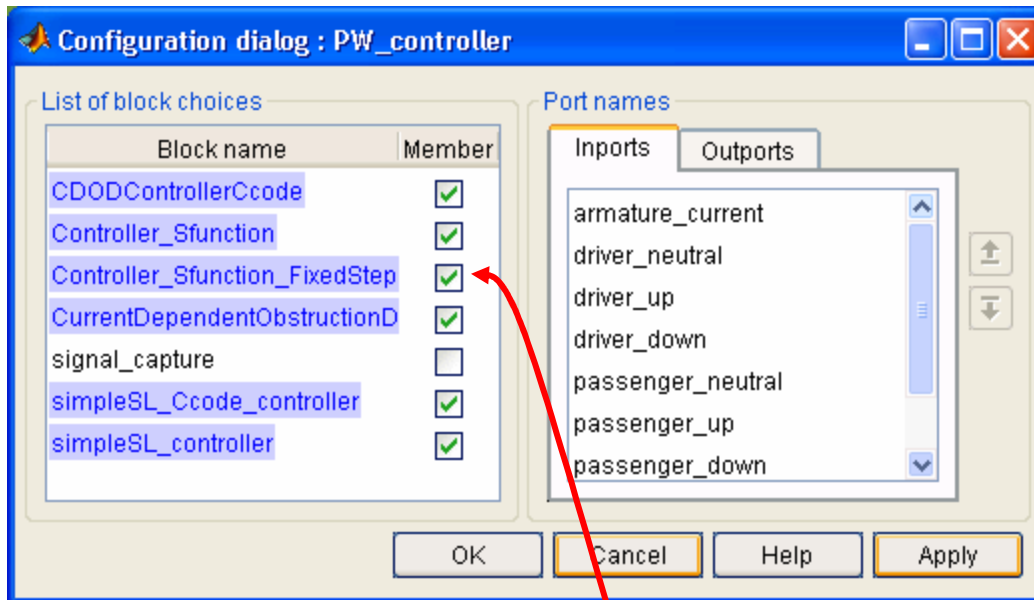 Configuration dialog : PW_controller
List of block choices
Block name Member
CDODControllerCcode
Controller_Sfunction
Controller_Sfunction_FixedStep
CurrentDependentObstructionD
signal_capture
simpleSL_Ccode_controller
simpleSL_controller
Port names
Inports Outports
armature_current
driver_neutral
driver_up
driver_down
passenger_neutral
passenger_up
passenger_down
OK Cancel Help Apply